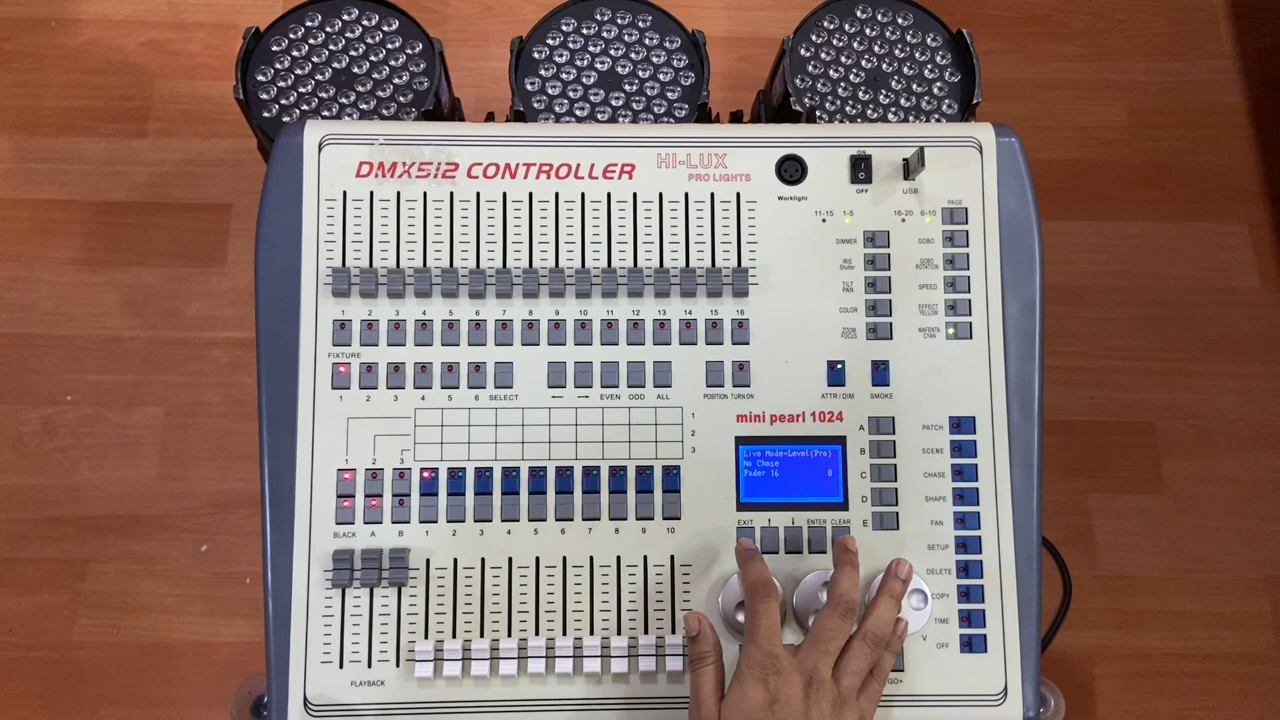 DMX512 CONTROLLER
HI-LUX
PRO LIGHTS
Worklight
ON
OFF
USB
PAGE
11-15 1-5 16-20 6-10
DIMMER GOBO
IRIS Shutter GOBO ROTATION
TILT PAN SPEED
COLOR EFFECT YELLOW
ZOOM FOCUS MAFENTA CYAN
1 2 3 4 5 6 7 8 9 10 11 12 13 14 15 16
FIXTURE
1 2 3 4 5 6 SELECT ← → EVEN ODD ALL POSITION TURN ON
ATTR / DIM SMOKE
mini pearl 1024
1
2
3
1 2 3
Live Mode=Level(Pro)
No Chase
Fader 16 0
A
B
C
D
E
PATCH
SCENE
CHASE
SHAPE
FAN
SETUP
DELETE
COPY
TIME
V
OFF
EXIT ↑ ↓ ENTER CLEAR
BLACK A B 1 2 3 4 5 6 7 8 9 10
PLAYBACK
GO+